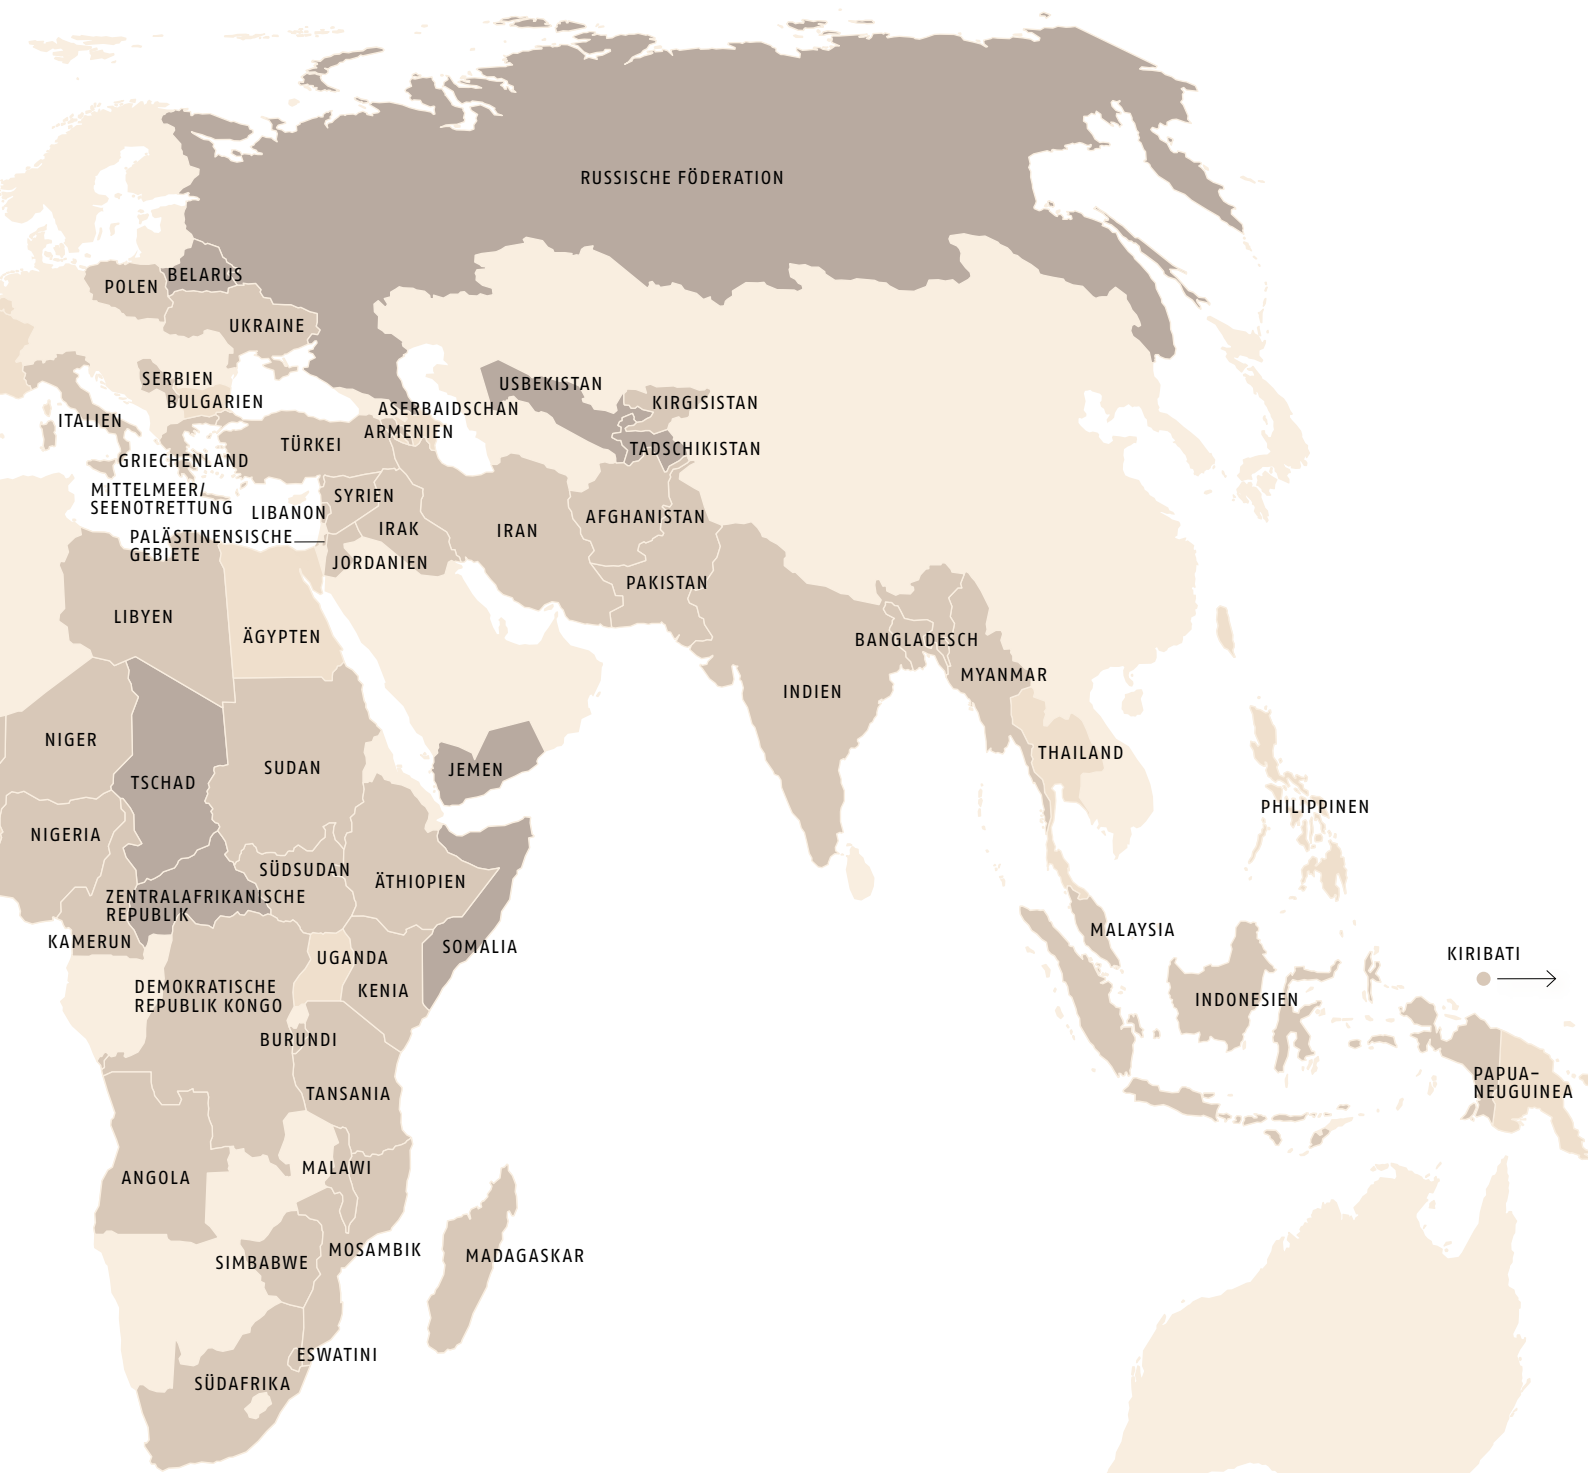 RUSSISCHE FÖDERATION
BELARUS
POLEN
UKRAINE
SERBIEN
BULGARIEN
ITALIEN
USBEKISTAN
KIRGISISTAN
ASERBAIDSCHAN
ARMENIEN
TÜRKEI
TADSCHIKISTAN
GRIECHENLAND
MITTELMEER/
SEENOTRETTUNG
SYRIEN
LIBANON
IRAK
IRAN
AFGHANISTAN
PALÄSTINENSISCHE
GEBIETE
JORDANIEN
PAKISTAN
LIBYEN
ÄGYPTEN
BANGLADESCH
MYANMAR
INDIEN
NIGER
TSCHAD
SUDAN
JEMEN
THAILAND
PHILIPPINEN
NIGERIA
SÜDSUDAN
ÄTHIOPIEN
ZENTRALAFRIKANISCHE
REPUBLIK
KAMERUN
UGANDA
SOMALIA
MALAYSIA
KIRIBATI
DEMOKRATISCHE
REPUBLIK KONGO
KENIA
INDONESIEN
BURUNDI
TANSANIA
PAPUA-
NEUGUINEA
ANGOLA
MALAWI
SIMBABWE
MOSAMBIK
MADAGASKAR
ESWATINI
SÜDAFRIKA